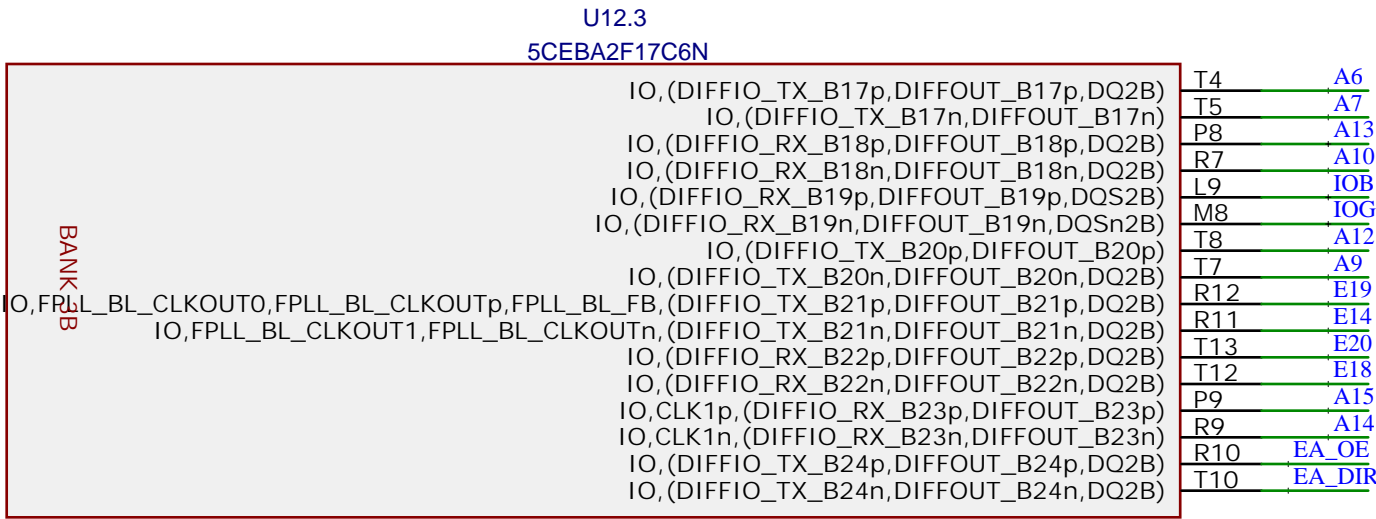 U12.3
5CEBA2F17C6N
IO,(DIFFIO_TX_B17p,DIFFOUT_B17p,DQ2B) T4 A6
IO,(DIFFIO_TX_B17n,DIFFOUT_B17n) T5 A7
IO,(DIFFIO_RX_B18p,DIFFOUT_B18p,DQ2B) P8 A13
IO,(DIFFIO_RX_B18n,DIFFOUT_B18n,DQ2B) R7 A10
IO,(DIFFIO_RX_B19p,DIFFOUT_B19p,DQS2B) L9 IOB
IO,(DIFFIO_RX_B19n,DIFFOUT_B19n,DQSn2B) M8 IOG
IO,(DIFFIO_TX_B20p,DIFFOUT_B20p) T8 A12
IO,(DIFFIO_TX_B20n,DIFFOUT_B20n,DQ2B) T7 A9
IO,FPLL_BL_CLKOUT0,FPLL_BL_CLKOUTp,FPLL_BL_FB,(DIFFIO_TX_B21p,DIFFOUT_B21p,DQ2B) R12 E19
IO,FPLL_BL_CLKOUT1,FPLL_BL_CLKOUTn,(DIFFIO_TX_B21n,DIFFOUT_B21n,DQ2B) R11 E14
IO,(DIFFIO_RX_B22p,DIFFOUT_B22p,DQ2B) T13 E20
IO,(DIFFIO_RX_B22n,DIFFOUT_B22n,DQ2B) T12 E18
IO,CLK1p,(DIFFIO_RX_B23p,DIFFOUT_B23p) P9 A15
IO,CLK1n,(DIFFIO_RX_B23n,DIFFOUT_B23n) R9 A14
IO,(DIFFIO_TX_B24p,DIFFOUT_B24p,DQ2B) R10 EA_OE
IO,(DIFFIO_TX_B24n,DIFFOUT_B24n,DQ2B) T10 EA_DIR
BANK 3B